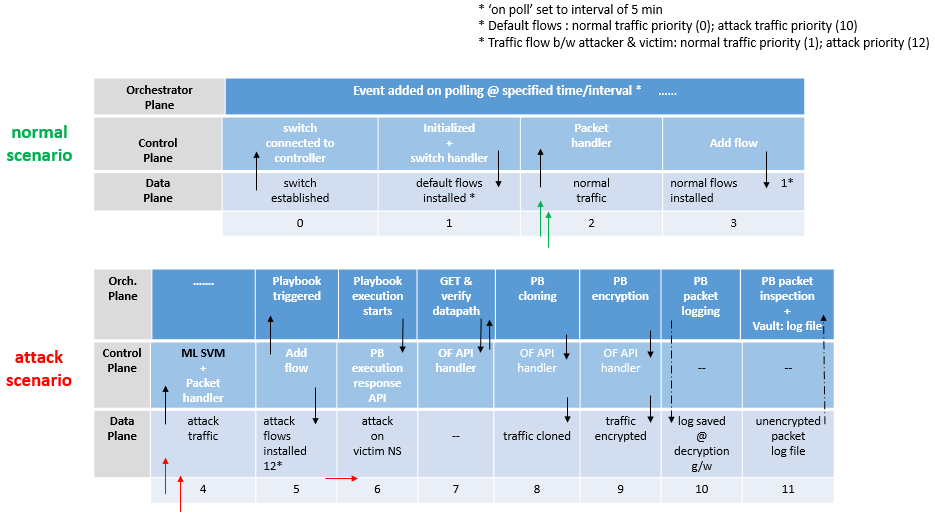 * ‘on poll’ set to interval of 5 min
* Default flows : normal traffic priority (0); attack traffic priority (10)
* Traffic flow b/w attacker & victim: normal traffic priority (1); attack priority (12)
normal
scenario
Orchestrator
Plane
Event added on polling @ specified time/interval * ......
Control
Plane
switch
connected to
controller
Initialized
+
switch handler
Packet
handler
Add flow
Data
Plane
switch
established
default flows
installed *
normal
traffic
normal flows
installed
1*
0 1 2 3
attack
scenario
Orch.
Plane
.......
Playbook
triggered
Playbook
execution
starts
GET &
verify
datapath
PB
cloning
PB
encryption
PB
packet
logging
PB packet
inspection
+
Vault: log file
Control
Plane
ML SVM
+
Packet
handler
Add
flow
PB
execution
response
API
OF API
handler
OF API
handler
OF API
handler
--
--
Data
Plane
attack
traffic
attack
flows
installed
12*
attack
on
victim NS
--
traffic cloned
traffic
encrypted
log saved
@
decryption
g/w
unencrypted
packet
log file
4 5 6 7 8 9 10 11